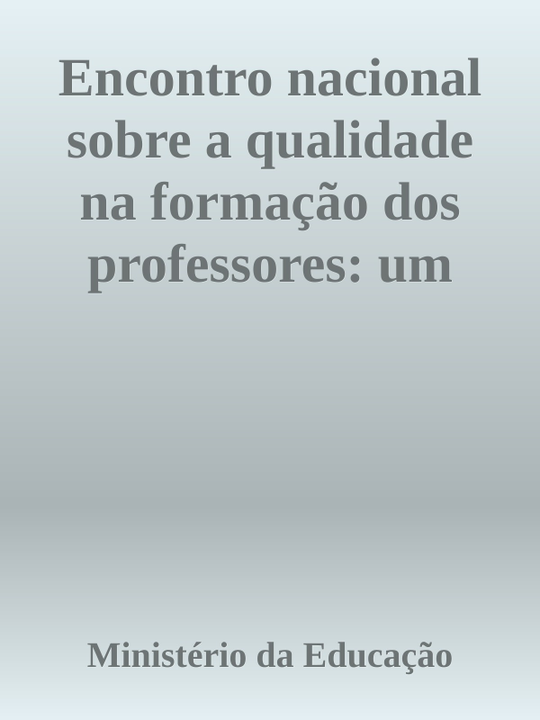 Encontro nacional
sobre a qualidade
na formação dos
professores: um
Ministério da Educação